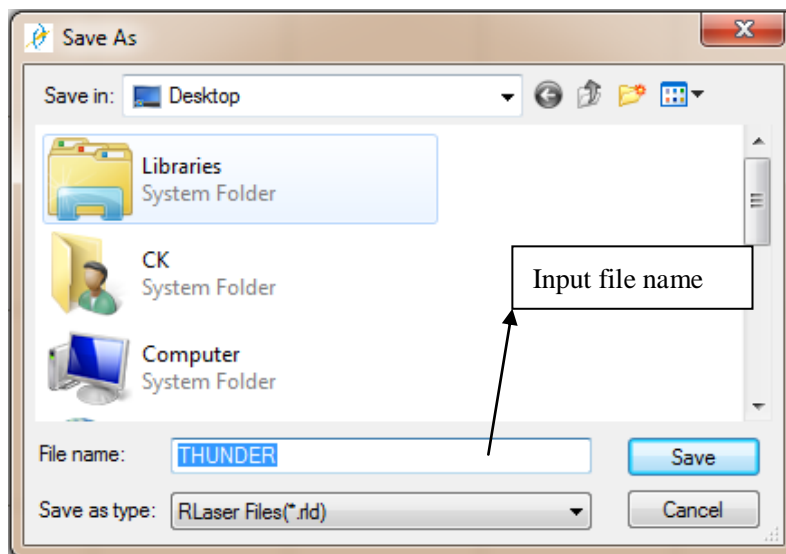 Save As
Save in: Desktop
Libraries
System Folder
CK
System Folder
Input file name
Computer
System Folder
File name: THUNDER Save
Save as type: RLaser Files(*.rld) Cancel